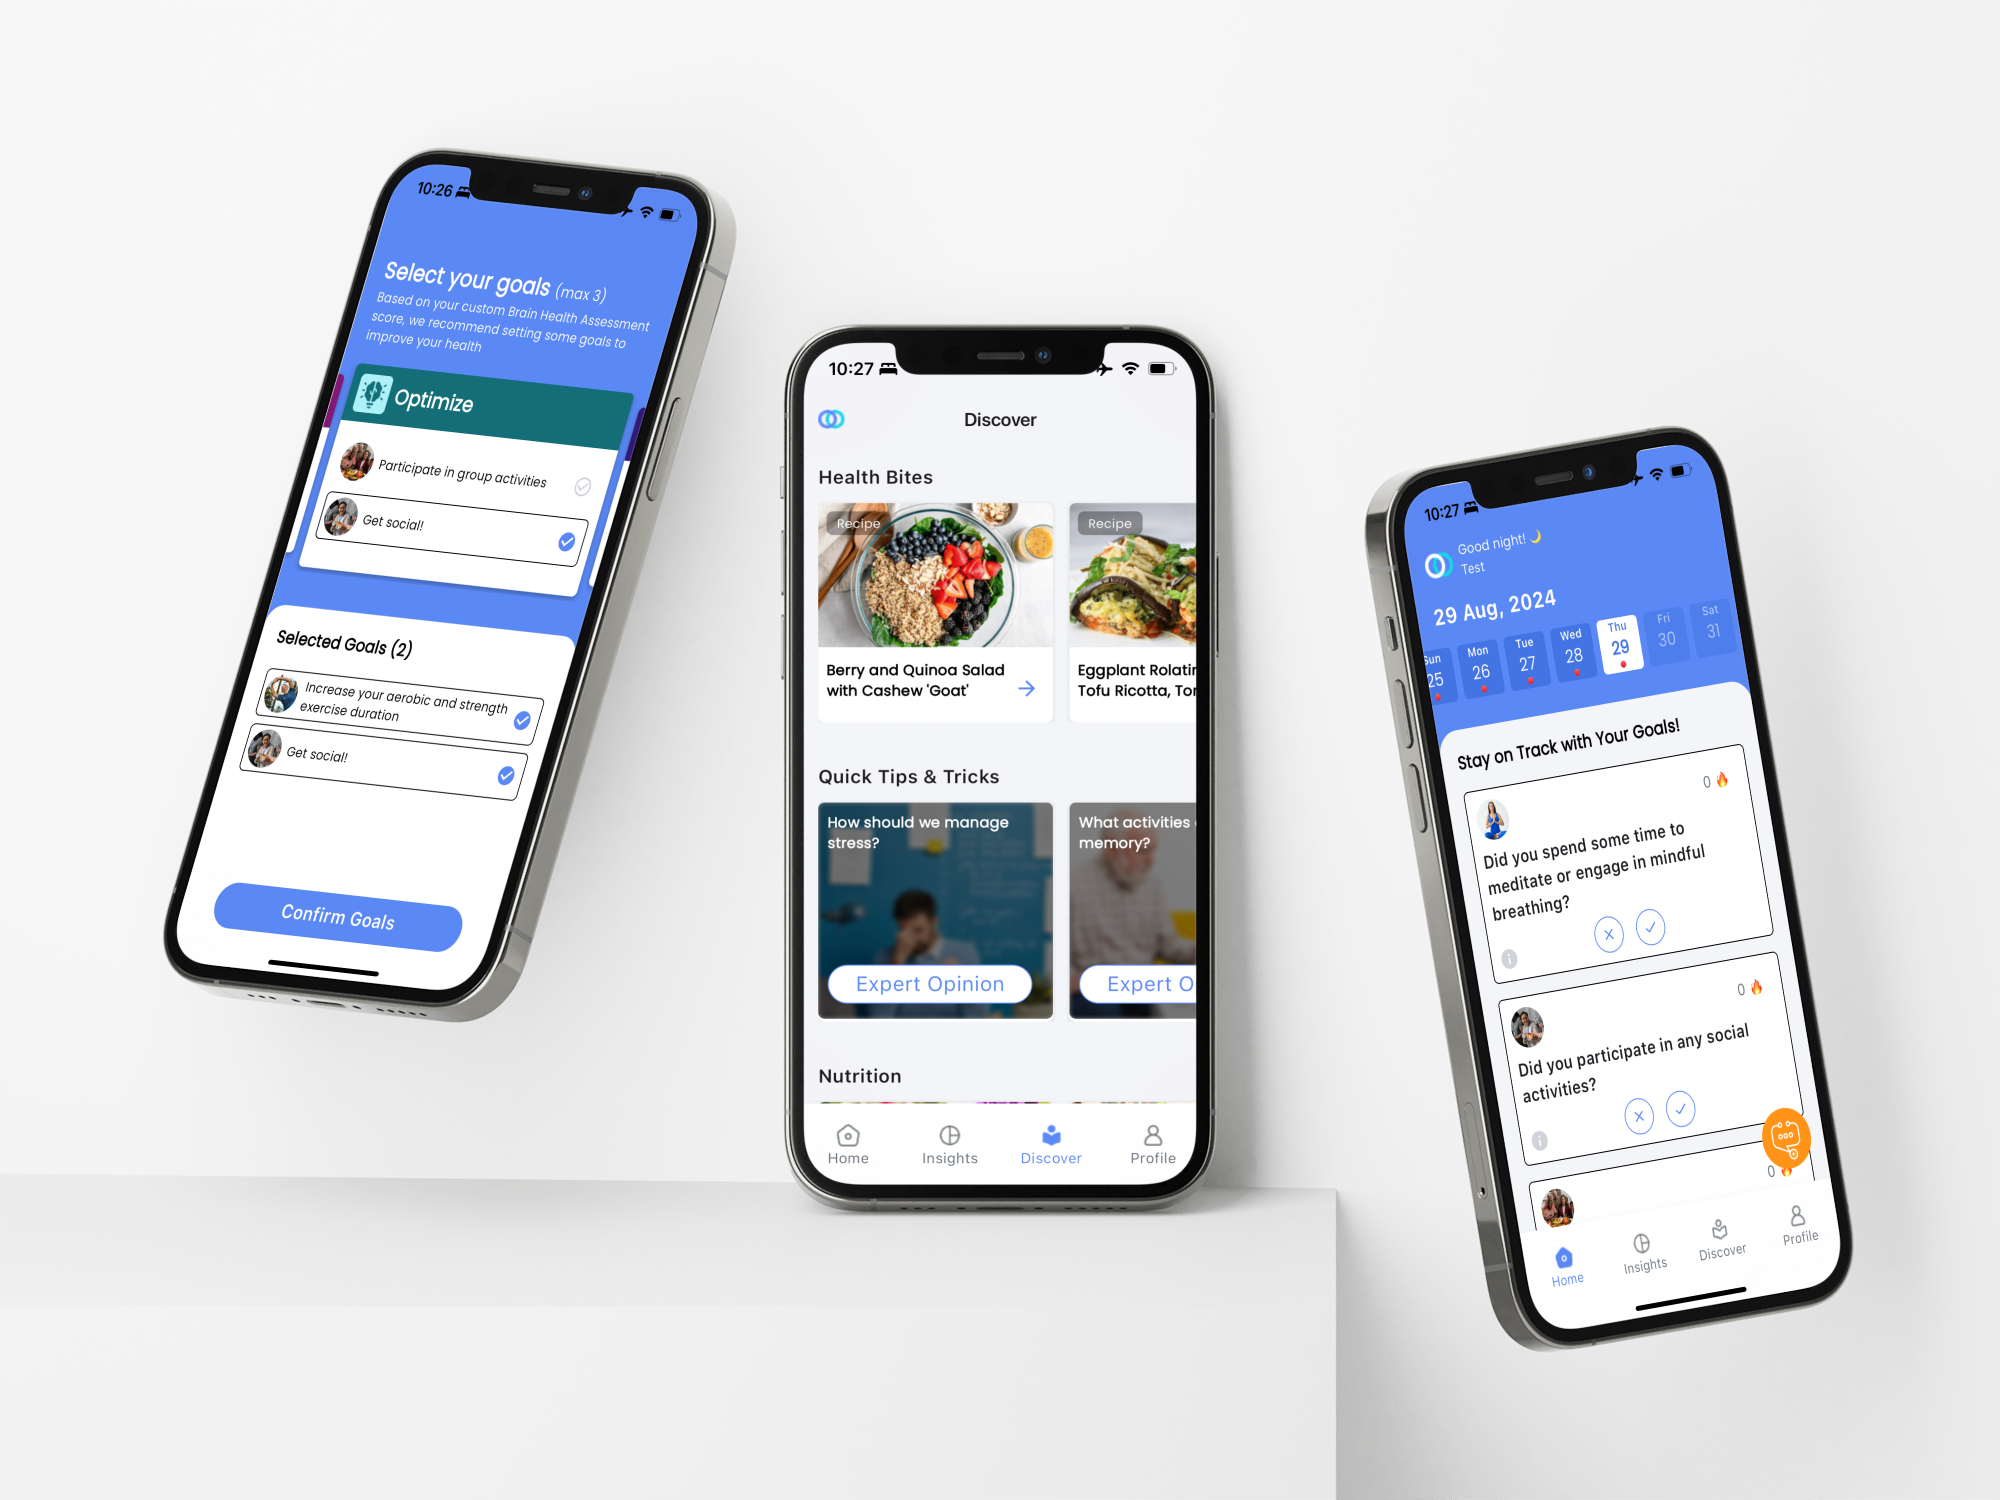 10:26
Select your goals (max 3)
Based on your custom Brain Health Assessment
score, we recommend setting some goals to
improve your health
Optimize
Participate in group activities
Get social!
Selected Goals (2)
Increase your aerobic and strength
exercise duration
Get social!
Confirm Goals
10:27
Discover
Health Bites
Recipe
Berry and Quinoa Salad
with Cashew 'Goat'
Recipe
Eggplant Rolatin
Tofu Ricotta, Tor
Quick Tips & Tricks
How should we manage
stress?
Expert Opinion
What activities
memory?
Expert O
Nutrition
Home Insights Discover Profile
10:27
Good night! 🌙
Test
29 Aug, 2024
Sun Mon Tue Wed Thu Fri Sat
25 26 27 28 29 30 31
Stay on Track with Your Goals!
0 🔥
Did you spend some time to
meditate or engage in mindful
breathing?
0 🔥
Did you participate in any social
activities?
0 🔥
Home Insights Discover Profile